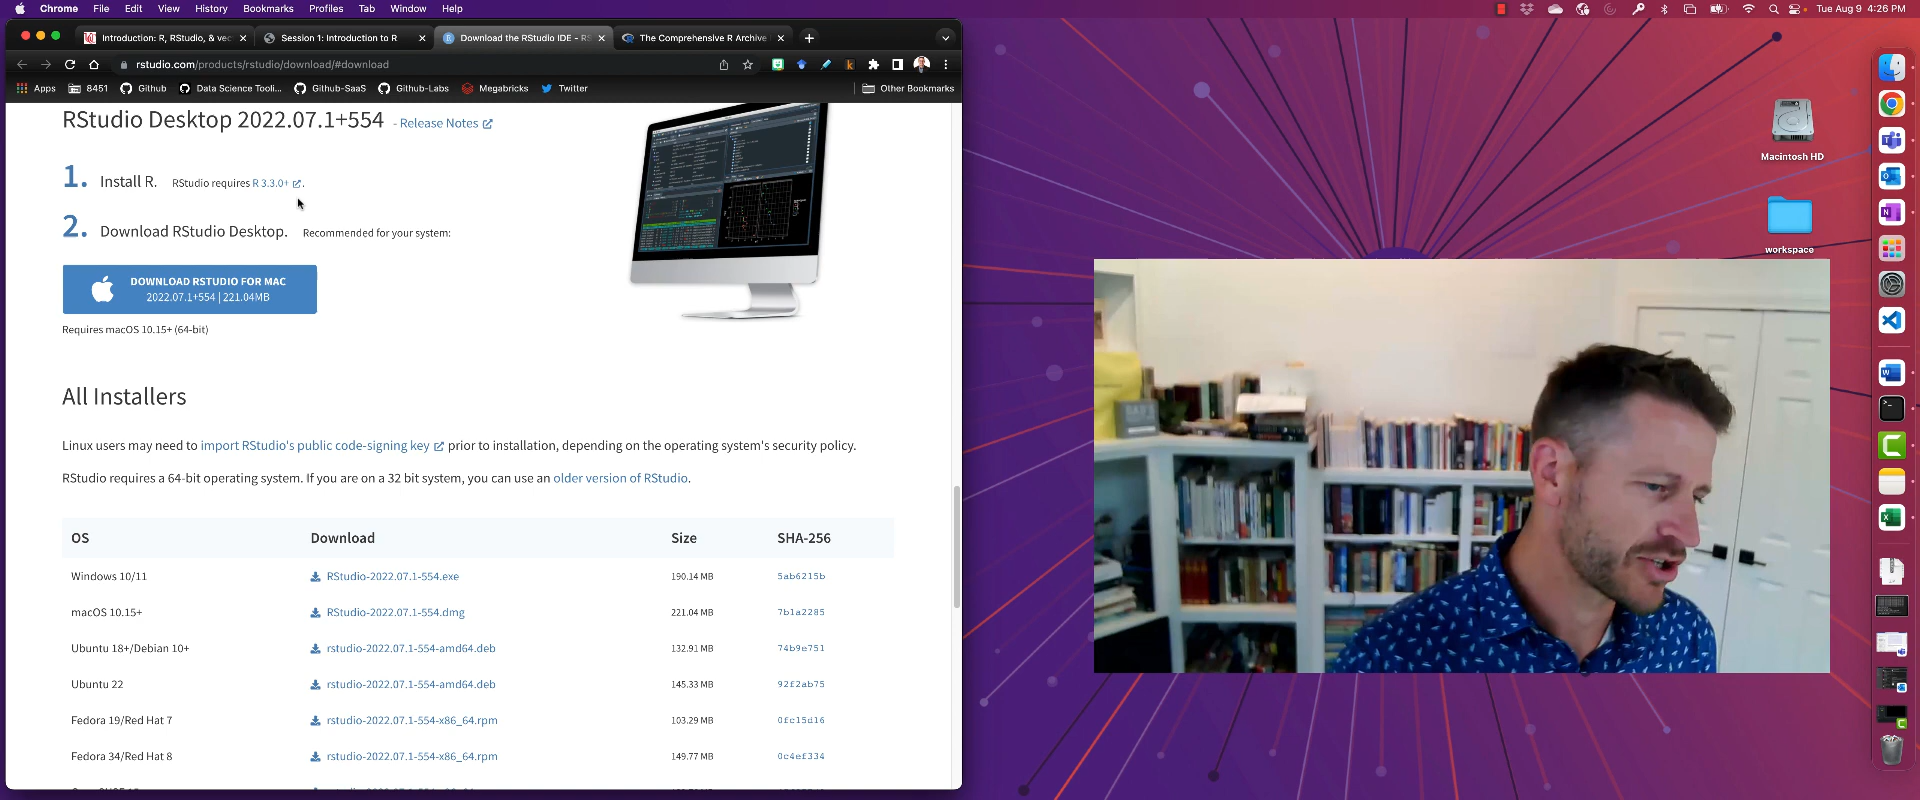 Chrome File Edit View History Bookmarks Profiles Tab Window Help
Tue Aug 9 4:26 PM
Introduction: R, RStudio, & vec
Session 1: Introduction to R
Download the RStudio IDE - RS
The Comprehensive R Archive
rstudio.com/products/rstudio/download/#download
Apps 8451 Github Data Science Tooli... Github-SaaS Github-Labs Megabricks Twitter Other Bookmarks
RStudio Desktop 2022.07.1+554 - Release Notes
1. Install R. RStudio requires R 3.3.0+.
2. Download RStudio Desktop. Recommended for your system:
DOWNLOAD RSTUDIO FOR MAC
2022.07.1+554 | 221.04MB
Requires macOS 10.15+ (64-bit)
All Installers
Linux users may need to import RStudio's public code-signing key prior to installation, depending on the operating system's security policy.
RStudio requires a 64-bit operating system. If you are on a 32 bit system, you can use an older version of RStudio.
OS Download Size SHA-256
Windows 10/11 RStudio-2022.07.1-554.exe 190.14 MB 5ab6215b
macOS 10.15+ RStudio-2022.07.1-554.dmg 221.04 MB 7b1a2285
Ubuntu 18+/Debian 10+ rstudio-2022.07.1-554-amd64.deb 132.91 MB 74b9e751
Ubuntu 22 rstudio-2022.07.1-554-amd64.deb 145.33 MB 92f2ab75
Fedora 19/Red Hat 7 rstudio-2022.07.1-554-x86_64.rpm 103.29 MB 0fc15d16
Fedora 34/Red Hat 8 rstudio-2022.07.1-554-x86_64.rpm 149.77 MB 0c4ef334
Macintosh HD
workspace